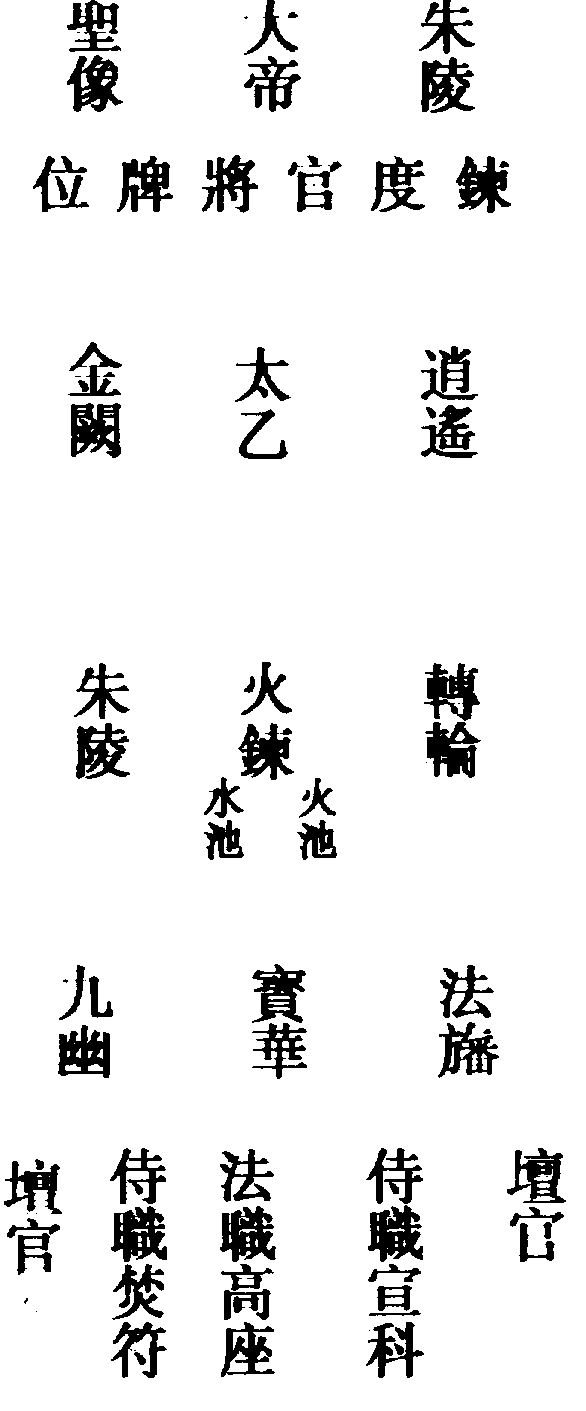 朱陵
大帝
聖像
鍊度官將牌位
逍遙
太乙
金闕
轉輪
火鍊
朱陵
火池
水池
法旛
寶華
九幽
壇官
侍職宣科
法職高座
侍職焚符
壇官